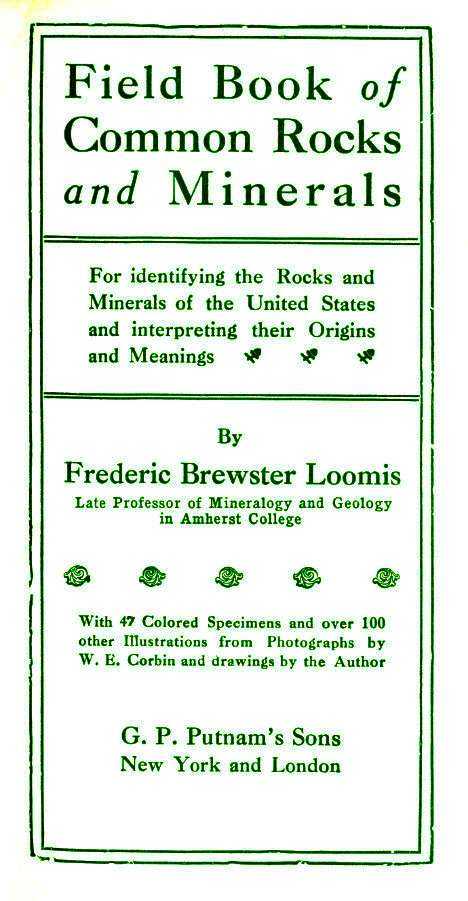 Field Book of
Common Rocks
and Minerals
For identifying the Rocks and
Minerals of the United States
and interpreting their Origins
and Meanings
By
Frederic Brewster Loomis
Late Professor of Mineralogy and Geology
in Amherst College
With 47 Colored Specimens and over 100
other Illustrations from Photographs by
W. E. Corbin and drawings by the Author
G. P. Putnam's Sons
New York and London